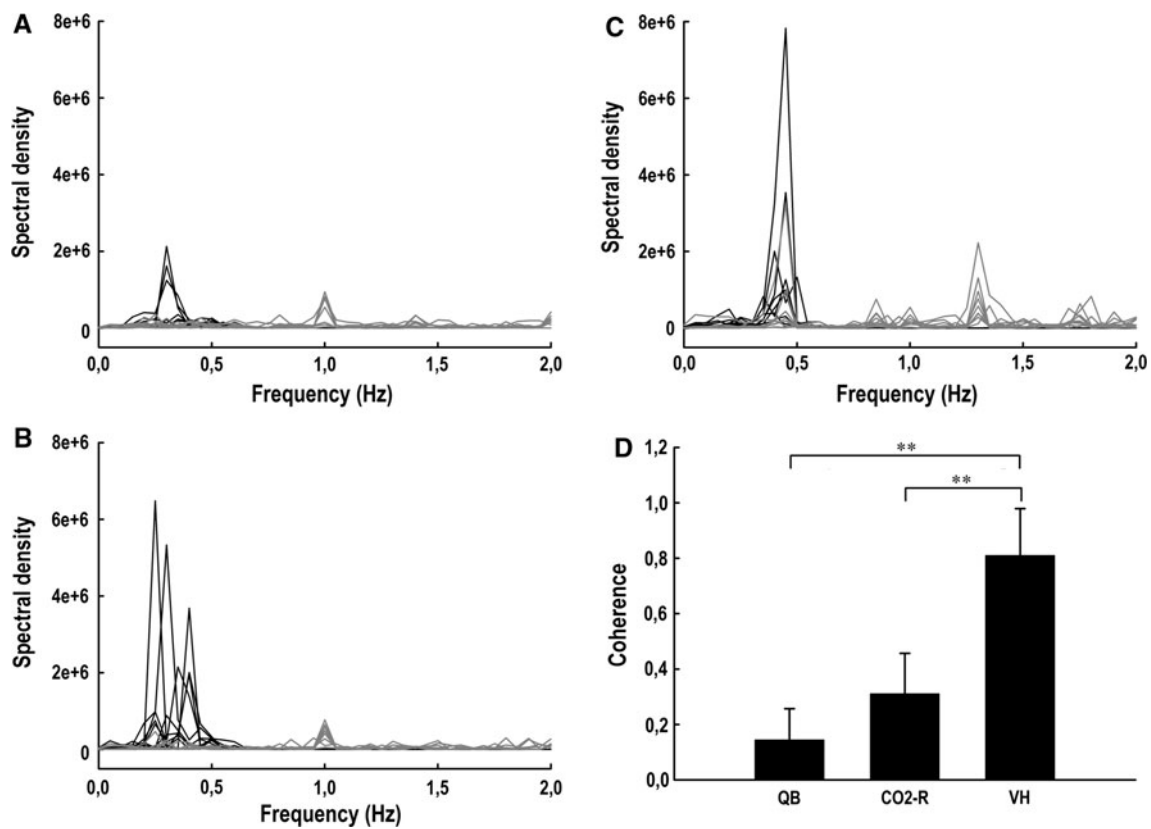 A
8e+6
6e+6
4e+6
2e+6
0
Spectral density
0,0 0,5 1,0 1,5 2,0
Frequency (Hz)
B
8e+6
6e+6
4e+6
2e+6
0
Spectral density
0,0 0,5 1,0 1,5 2,0
Frequency (Hz)
C
8e+6
6e+6
4e+6
2e+6
0
Spectral density
0,0 0,5 1,0 1,5 2,0
Frequency (Hz)
D
1,2
1,0
0,8
0,6
0,4
0,2
0,0
Coherence
**
**
QB CO2-R VH